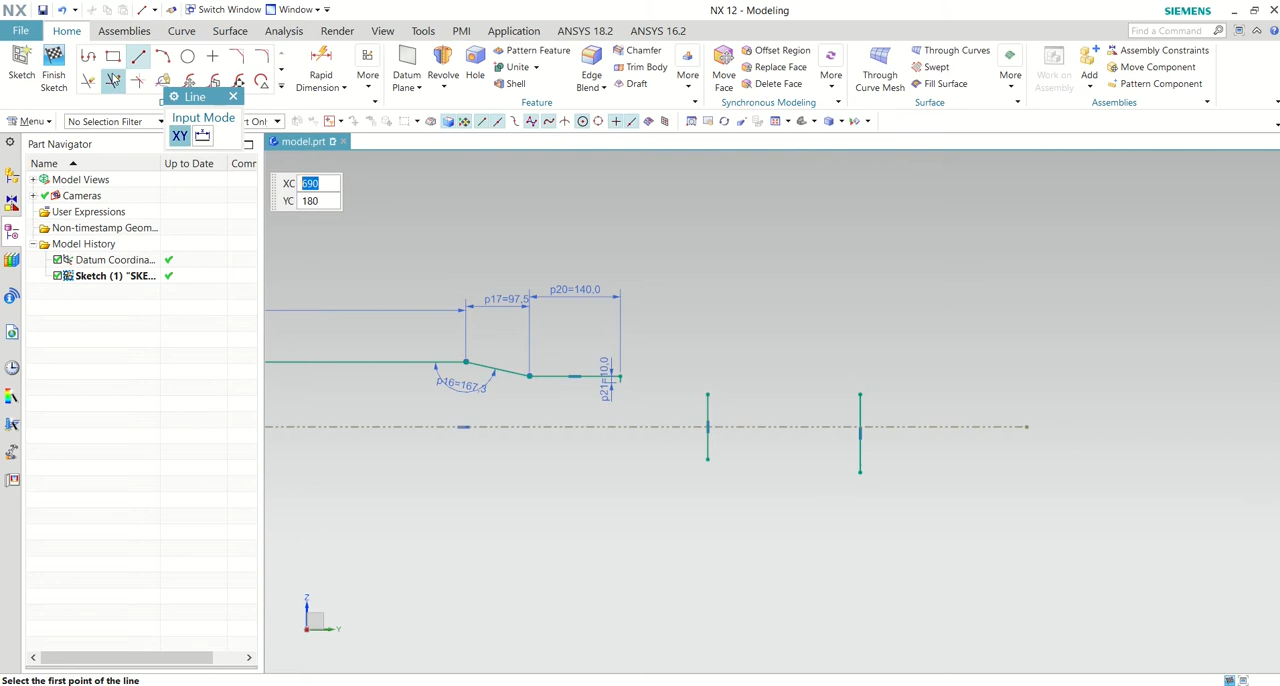 NX
Switch Window
Window
NX 12 - Modeling
SIEMENS
File
Home
Assemblies
Curve
Surface
Analysis
Render
View
Tools
PMI
Application
ANSYS 18.2
ANSYS 16.2
Find a Command
Sketch
Finish Sketch
Rapid Dimension
More
Datum Plane
Revolve
Hole
Pattern Feature
Unite
Shell
Edge Blend
Chamfer
Trim Body
Draft
More
Feature
Move Face
Offset Region
Replace Face
Delete Face
More
Synchronous Modeling
Through Curve Mesh
Through Curves
Swept
Fill Surface
More
Surface
Work on Assembly
Add
Assembly Constraints
Move Component
Pattern Component
Assemblies
Line
Input Mode
XY
Menu
No Selection Filter
Part Navigator
model.prt
Name
Up to Date
Comr
Model Views
Cameras
User Expressions
Non-timestamp Geom...
Model History
Datum Coordina...
Sketch (1) "SKE...
XC 690
YC 180
p17=97,5
p20=140,0
p16=167,3
p21=10,0
Z
Y
Select the first point of the line